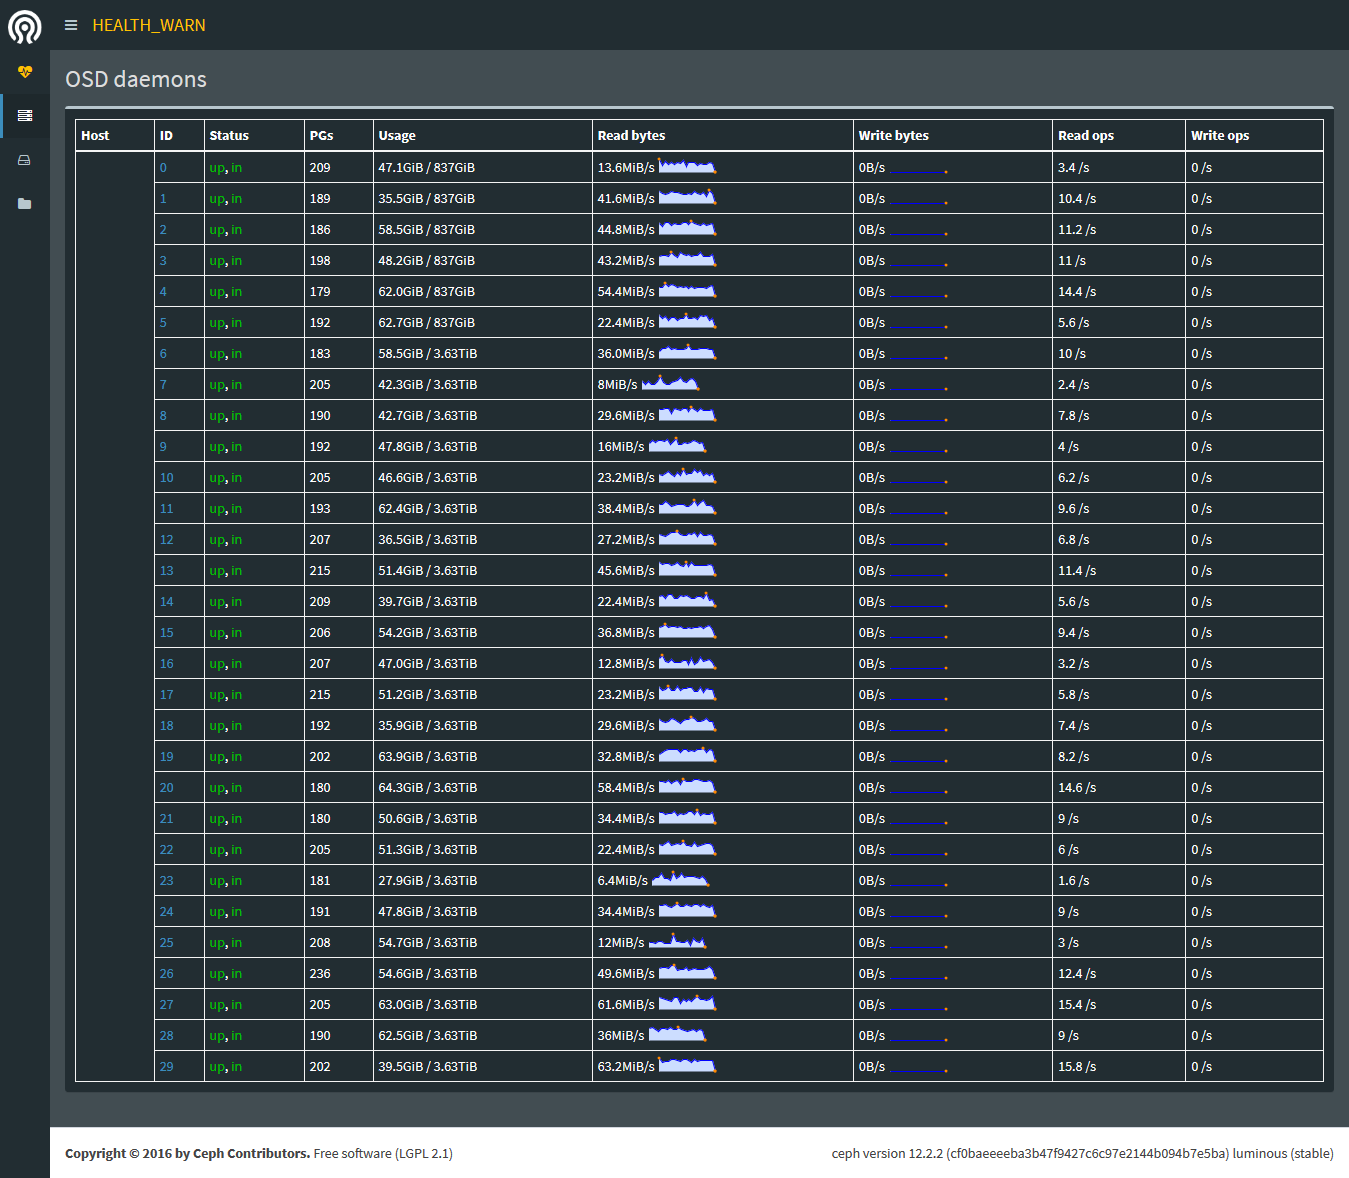 HEALTH_WARN
OSD daemons
Host ID Status PGs Usage Read bytes Write bytes Read ops Write ops
0 up, in 209 47.1GiB / 837GiB 13.6MiB/s 0B/s 3.4 /s 0 /s
1 up, in 189 35.5GiB / 837GiB 41.6MiB/s 0B/s 10.4 /s 0 /s
2 up, in 186 58.5GiB / 837GiB 44.8MiB/s 0B/s 11.2 /s 0 /s
3 up, in 198 48.2GiB / 837GiB 43.2MiB/s 0B/s 11 /s 0 /s
4 up, in 179 62.0GiB / 837GiB 54.4MiB/s 0B/s 14.4 /s 0 /s
5 up, in 192 62.7GiB / 837GiB 22.4MiB/s 0B/s 5.6 /s 0 /s
6 up, in 183 58.5GiB / 3.63TiB 36.0MiB/s 0B/s 10 /s 0 /s
7 up, in 205 42.3GiB / 3.63TiB 8MiB/s 0B/s 2.4 /s 0 /s
8 up, in 190 42.7GiB / 3.63TiB 29.6MiB/s 0B/s 7.8 /s 0 /s
9 up, in 192 47.8GiB / 3.63TiB 16MiB/s 0B/s 4 /s 0 /s
10 up, in 205 46.6GiB / 3.63TiB 23.2MiB/s 0B/s 6.2 /s 0 /s
11 up, in 193 62.4GiB / 3.63TiB 38.4MiB/s 0B/s 9.6 /s 0 /s
12 up, in 207 36.5GiB / 3.63TiB 27.2MiB/s 0B/s 6.8 /s 0 /s
13 up, in 215 51.4GiB / 3.63TiB 45.6MiB/s 0B/s 11.4 /s 0 /s
14 up, in 209 39.7GiB / 3.63TiB 22.4MiB/s 0B/s 5.6 /s 0 /s
15 up, in 206 54.2GiB / 3.63TiB 36.8MiB/s 0B/s 9.4 /s 0 /s
16 up, in 207 47.0GiB / 3.63TiB 12.8MiB/s 0B/s 3.2 /s 0 /s
17 up, in 215 51.2GiB / 3.63TiB 23.2MiB/s 0B/s 5.8 /s 0 /s
18 up, in 192 35.9GiB / 3.63TiB 29.6MiB/s 0B/s 7.4 /s 0 /s
19 up, in 202 63.9GiB / 3.63TiB 32.8MiB/s 0B/s 8.2 /s 0 /s
20 up, in 180 64.3GiB / 3.63TiB 58.4MiB/s 0B/s 14.6 /s 0 /s
21 up, in 180 50.6GiB / 3.63TiB 34.4MiB/s 0B/s 9 /s 0 /s
22 up, in 205 51.3GiB / 3.63TiB 22.4MiB/s 0B/s 6 /s 0 /s
23 up, in 181 27.9GiB / 3.63TiB 6.4MiB/s 0B/s 1.6 /s 0 /s
24 up, in 191 47.8GiB / 3.63TiB 34.4MiB/s 0B/s 9 /s 0 /s
25 up, in 208 54.7GiB / 3.63TiB 12MiB/s 0B/s 3 /s 0 /s
26 up, in 236 54.6GiB / 3.63TiB 49.6MiB/s 0B/s 12.4 /s 0 /s
27 up, in 205 63.0GiB / 3.63TiB 61.6MiB/s 0B/s 15.4 /s 0 /s
28 up, in 190 62.5GiB / 3.63TiB 36MiB/s 0B/s 9 /s 0 /s
29 up, in 202 39.5GiB / 3.63TiB 63.2MiB/s 0B/s 15.8 /s 0 /s
Copyright © 2016 by Ceph Contributors. Free software (LGPL 2.1) ceph version 12.2.2 (cf0baeeeeba3b47f9427c6c97e2144b094b7e5ba) luminous (stable)